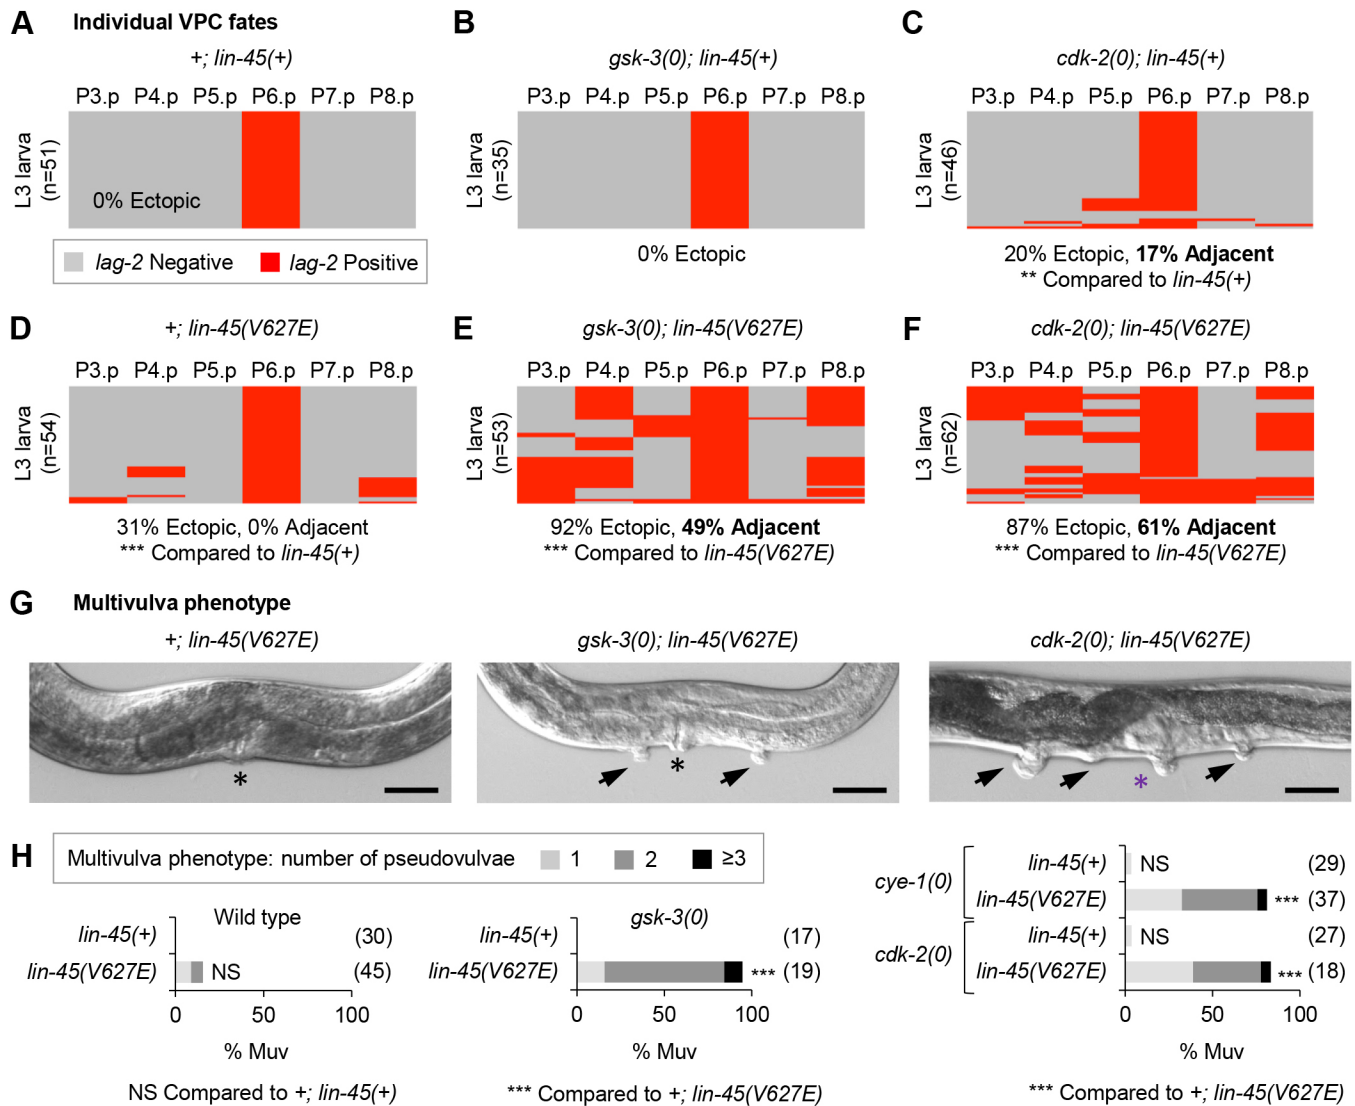 A Individual VPC fates
+; lin-45(+)
P3.p P4.p P5.p P6.p P7.p P8.p
L3 larva
(n=51)
0% Ectopic
lag-2 Negative lag-2 Positive
B
gsk-3(0); lin-45(+)
P3.p P4.p P5.p P6.p P7.p P8.p
L3 larva
(n=35)
0% Ectopic
C
cdk-2(0); lin-45(+)
P3.p P4.p P5.p P6.p P7.p P8.p
L3 larva
(n=46)
20% Ectopic, 17% Adjacent
** Compared to lin-45(+)
D
+; lin-45(V627E)
P3.p P4.p P5.p P6.p P7.p P8.p
L3 larva
(n=54)
31% Ectopic, 0% Adjacent
*** Compared to lin-45(+)
E
gsk-3(0); lin-45(V627E)
P3.p P4.p P5.p P6.p P7.p P8.p
L3 larva
(n=53)
92% Ectopic, 49% Adjacent
*** Compared to lin-45(V627E)
F
cdk-2(0); lin-45(V627E)
P3.p P4.p P5.p P6.p P7.p P8.p
L3 larva
(n=62)
87% Ectopic, 61% Adjacent
*** Compared to lin-45(V627E)
G Multivulva phenotype
+; lin-45(V627E)
*
gsk-3(0); lin-45(V627E)
*
cdk-2(0); lin-45(V627E)
*
H Multivulva phenotype: number of pseudovulvae 1 2 ≥3
Wild type
lin-45(+) (30)
lin-45(V627E) NS (45)
0 50 100
% Muv
NS Compared to +; lin-45(+)
gsk-3(0)
lin-45(+) (17)
lin-45(V627E) *** (19)
0 50 100
% Muv
*** Compared to +; lin-45(V627E)
cye-1(0)
lin-45(+) NS (29)
lin-45(V627E) *** (37)
cdk-2(0)
lin-45(+) NS (27)
lin-45(V627E) *** (18)
0 50 100
% Muv
*** Compared to +; lin-45(V627E)